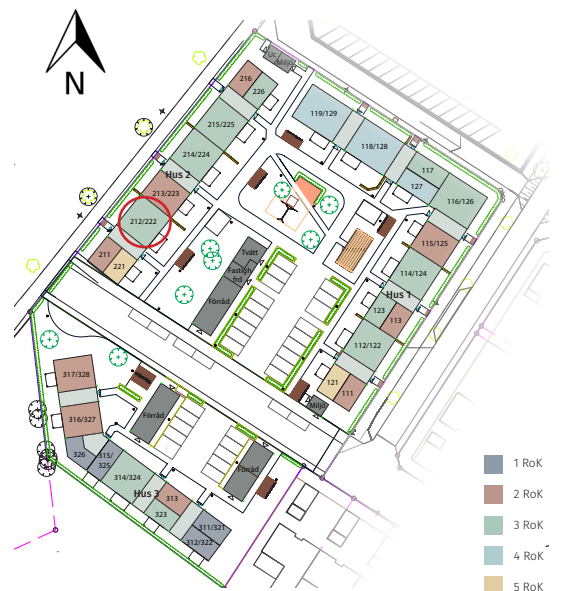 N
Uc
Miljö
216
226
215/225
214/224
Hus 2
213/223
212/222
211
221
119/129
118/128
117
127
116/126
115/125
114/124
Hus 1
123
113
112/122
121
111
Miljö
Tvätt
Fastigh
frd
Förråd
317/328
316/327
326
315/
325
314/324
Hus 3
313
323
311/321
312/322
Förråd
Förråd
1 RoK
2 RoK
3 RoK
4 RoK
5 RoK